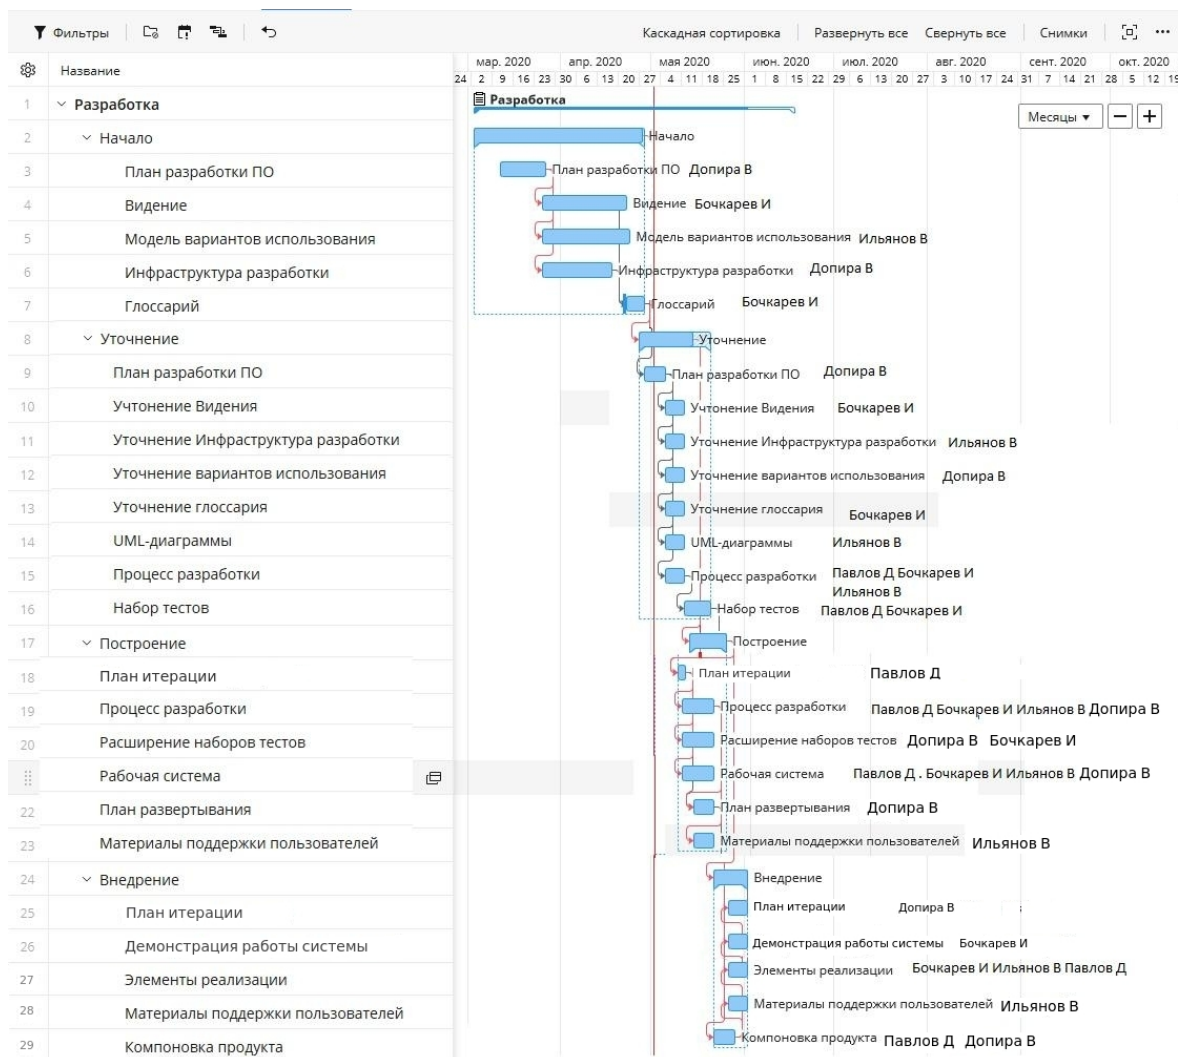 Фильтры Каскадная сортировка Развернуть все Свернуть все Снимки
Название
мар. 2020 апр. 2020 мая 2020 июн. 2020 июл. 2020 авг. 2020 сент. 2020 окт. 2020
24 2 9 16 23 30 6 13 20 27 4 11 18 25 1 8 15 22 29 6 13 20 27 3 10 17 24 31 7 14 21 28 5 12 19
Месяцы
1 Разработка Разработка
2 Начало Начало
3 План разработки ПО План разработки ПО Допира В
4 Видение Видение Бочкарев И
5 Модель вариантов использования Модель вариантов использования Ильянов В
6 Инфраструктура разработки Инфраструктура разработки Допира В
7 Глоссарий Глоссарий Бочкарев И
8 Уточнение Уточнение
9 План разработки ПО План разработки ПО Допира В
10 Учтонение Видения Учтонение Видения Бочкарев И
11 Уточнение Инфраструктура разработки Уточнение Инфраструктура разработки Ильянов В
12 Уточнение вариантов использования Уточнение вариантов использования Допира В
13 Уточнение глоссария Уточнение глоссария Бочкарев И
14 UML-диаграммы UML-диаграммы Ильянов В
15 Процесс разработки Процесс разработки Павлов Д Бочкарев И
Ильянов В
16 Набор тестов Набор тестов Павлов Д Бочкарев И
17 Построение Построение
18 План итерации План итерации Павлов Д
19 Процесс разработки Процесс разработки Павлов Д Бочкарев И Ильянов В Допира В
20 Расширение наборов тестов Расширение наборов тестов Допира В Бочкарев И
Рабочая система Рабочая система Павлов Д . Бочкарев И Ильянов В Допира В
22 План развертывания План развертывания Допира В
23 Материалы поддержки пользователей Материалы поддержки пользователей Ильянов В
24 Внедрение Внедрение
25 План итерации План итерации Допира В
26 Демонстрация работы системы Демонстрация работы системы Бочкарев И
27 Элементы реализации Элементы реализации Бочкарев И Ильянов В Павлов Д
28 Материалы поддержки пользователей Материалы поддержки пользователей Ильянов В
29 Компоновка продукта Компоновка продукта Павлов Д Допира В